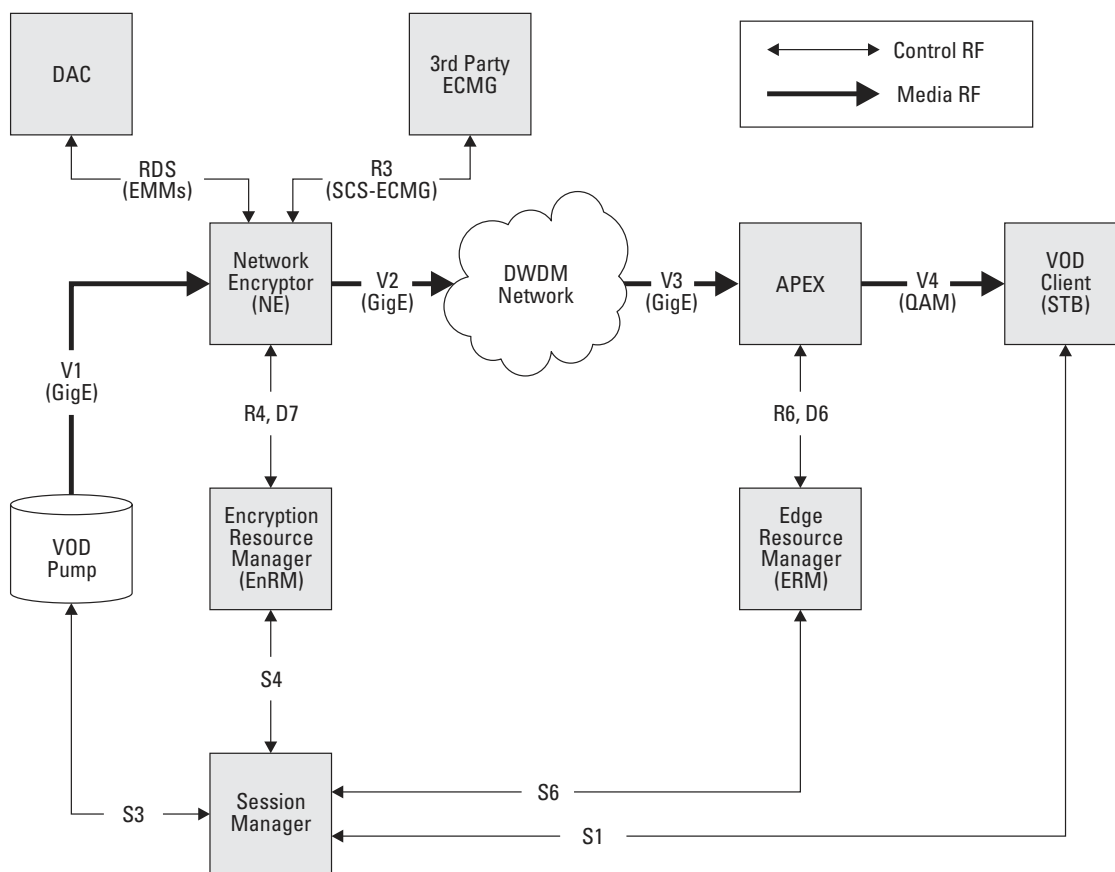 DAC
3rd Party
ECMG
Control RF
Media RF
RDS
(EMMs)
R3
(SCS-ECMG)
Network
Encryptor
(NE)
V2
(GigE)
DWDM
Network
V3
(GigE)
APEX
V4
(QAM)
VOD
Client
(STB)
V1
(GigE)
R4, D7
R6, D6
VOD
Pump
Encryption
Resource
Manager
(EnRM)
Edge
Resource
Manager
(ERM)
S4
S3
Session
Manager
S6
S1